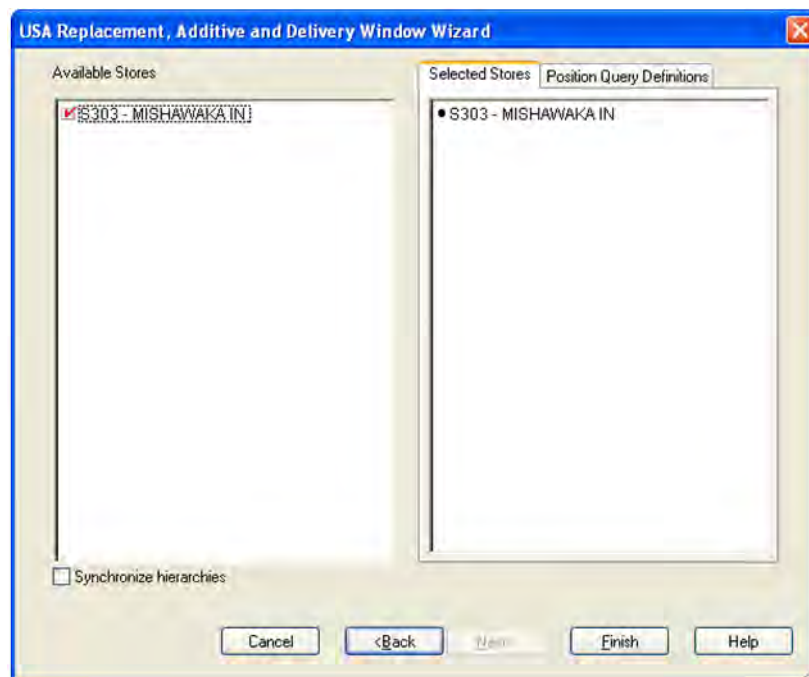 USA Replacement, Additive and Delivery Window Wizard
Available Stores
Selected Stores
Position Query Definitions
S303 - MISHAWAKA IN
S303 - MISHAWAKA IN
Synchronize hierarchies
Cancel
<Back
Next>
Finish
Help